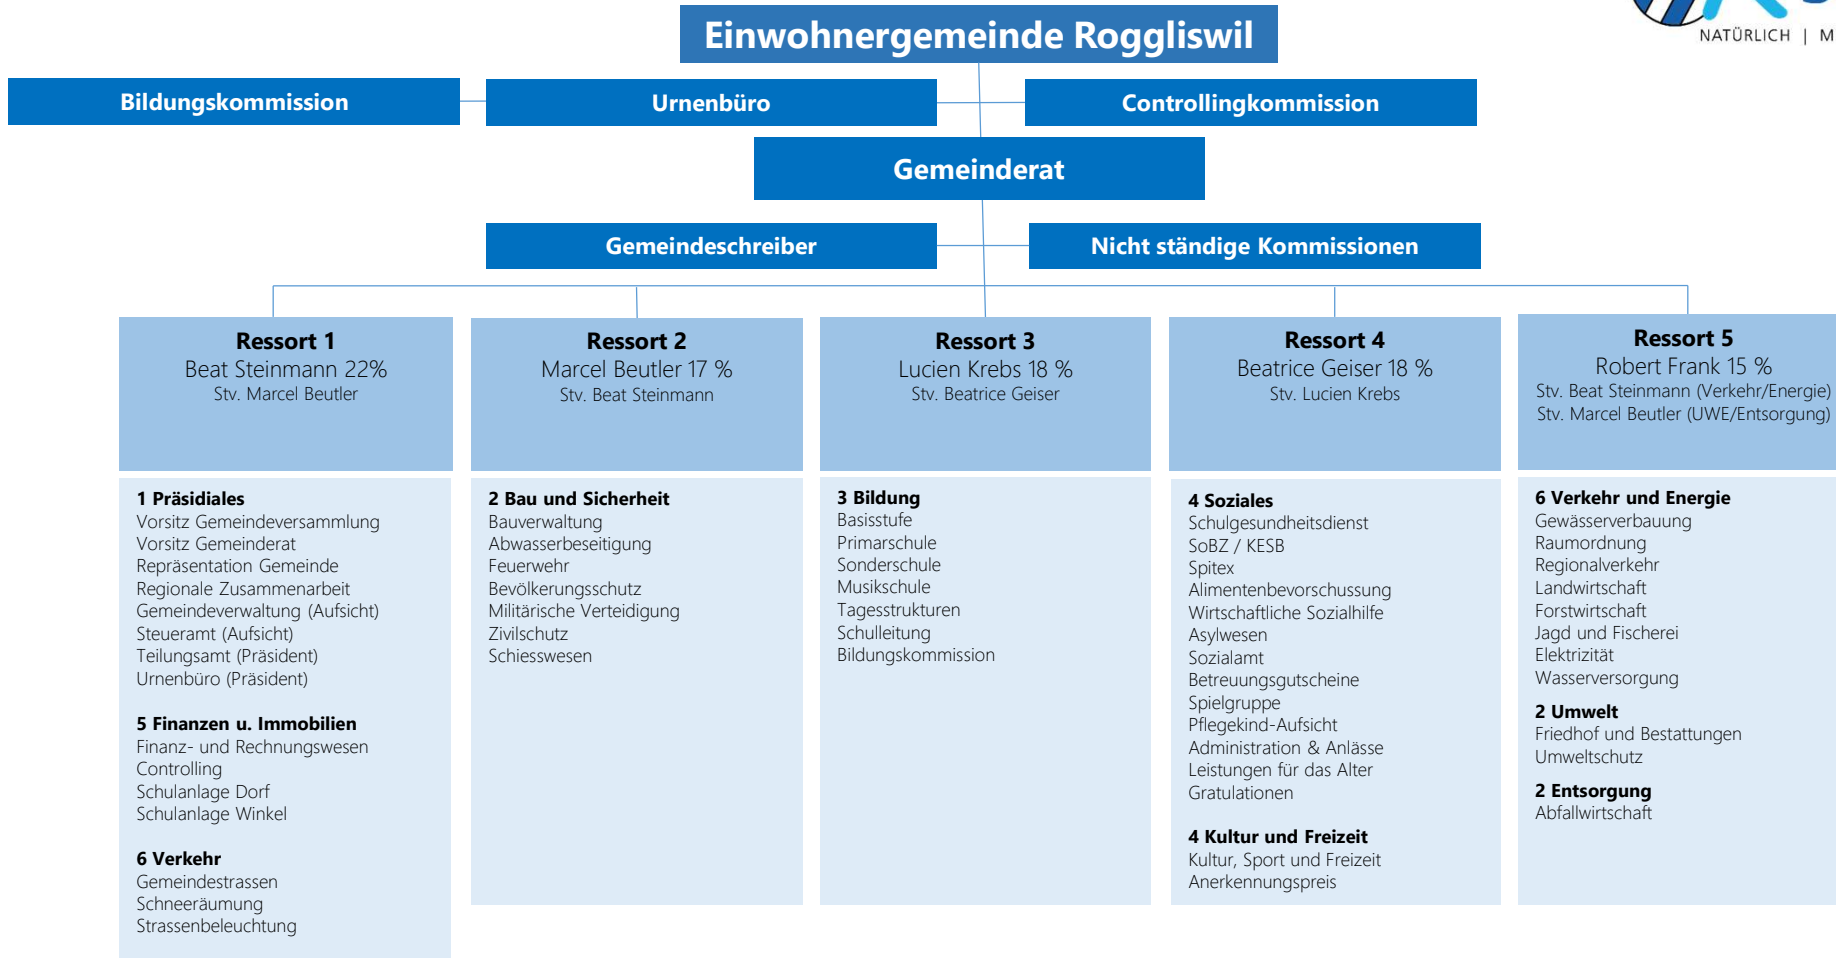 Einwohnergemeinde Roggliswil
NATÜRLICH | M
Bildungskommission
Urnenbüro
Controllingkommission
Gemeinderat
Gemeindeschreiber
Nicht ständige Kommissionen
Ressort 1
Beat Steinmann 22%
Stv. Marcel Beutler
1 Präsidiales
Vorsitz Gemeindeversammlung
Vorsitz Gemeinderat
Repräsentation Gemeinde
Regionale Zusammenarbeit
Gemeindeverwaltung (Aufsicht)
Steueramt (Aufsicht)
Teilungsamt (Präsident)
Urnenbüro (Präsident)
5 Finanzen u. Immobilien
Finanz- und Rechnungswesen
Controlling
Schulanlage Dorf
Schulanlage Winkel
6 Verkehr
Gemeindestrassen
Schneeräumung
Strassenbeleuchtung
Ressort 2
Marcel Beutler 17 %
Stv. Beat Steinmann
2 Bau und Sicherheit
Bauverwaltung
Abwasserbeseitigung
Feuerwehr
Bevölkerungsschutz
Militärische Verteidigung
Zivilschutz
Schiesswesen
Ressort 3
Lucien Krebs 18 %
Stv. Beatrice Geiser
3 Bildung
Basisstufe
Primarschule
Sonderschule
Musikschule
Tagesstrukturen
Schulleitung
Bildungskommission
Ressort 4
Beatrice Geiser 18 %
Stv. Lucien Krebs
4 Soziales
Schulgesundheitsdienst
SoBZ / KESB
Spitex
Alimentenbevorschussung
Wirtschaftliche Sozialhilfe
Asylwesen
Sozialamt
Betreuungsgutscheine
Spielgruppe
Pflegekind-Aufsicht
Administration & Anlässe
Leistungen für das Alter
Gratulationen
4 Kultur und Freizeit
Kultur, Sport und Freizeit
Anerkennungspreis
Ressort 5
Robert Frank 15 %
Stv. Beat Steinmann (Verkehr/Energie)
Stv. Marcel Beutler (UWE/Entsorgung)
6 Verkehr und Energie
Gewässerverbauung
Raumordnung
Regionalverkehr
Landwirtschaft
Forstwirtschaft
Jagd und Fischerei
Elektrizität
Wasserversorgung
2 Umwelt
Friedhof und Bestattungen
Umweltschutz
2 Entsorgung
Abfallwirtschaft